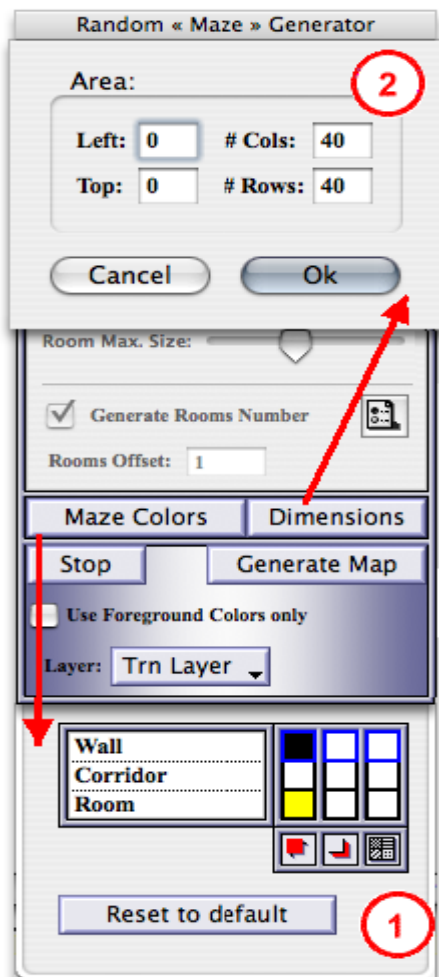 Random « Maze » Generator
Area:
2
Left: 0 # Cols: 40
Top: 0 # Rows: 40
Cancel Ok
Room Max. Size:
Generate Rooms Number
Rooms Offset: 1
Maze Colors Dimensions
Stop Generate Map
Use Foreground Colors only
Layer: Trn Layer
Wall
Corridor
Room
Reset to default
1